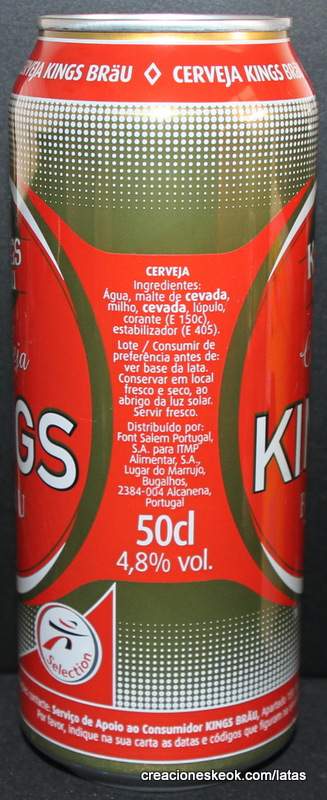 CERVEJA KINGS BRäU ◇ CERVEJA KINGS BRäU
CERVEJA
Ingredientes:
Água, malte de cevada,
milho, cevada, lúpulo,
corante (E 150c),
estabilizador (E 405).
Lote / Consumir de
preferência antes de:
ver base da lata.
Conservar em local
fresco e seco, ao
abrigo da luz solar.
Servir fresco.
Distribuído por:
Font Salem Portugal,
S.A. para ITMP
Alimentar, S.A.,
Lugar do Marrujo,
Bugalhos,
2384-004 Alcanena,
Portugal
50cl
4,8% vol.
GS
KIN
Selection
contacte: Serviço de Apoio ao Consumidor KINGS BRÄU, Apartado
Por favor, indique na sua carta as datas e códigos que figuram na
creacioneskeok.com/latas